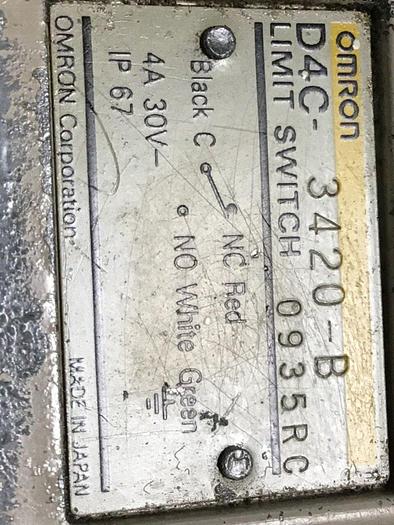 OMRON
D4C- 3420-B
LIMIT SWITCH 0935RC
Black C
NC Red
NO White Green
4A 30V⎓
IP 67
OMRON Corporation
MADE IN JAPAN